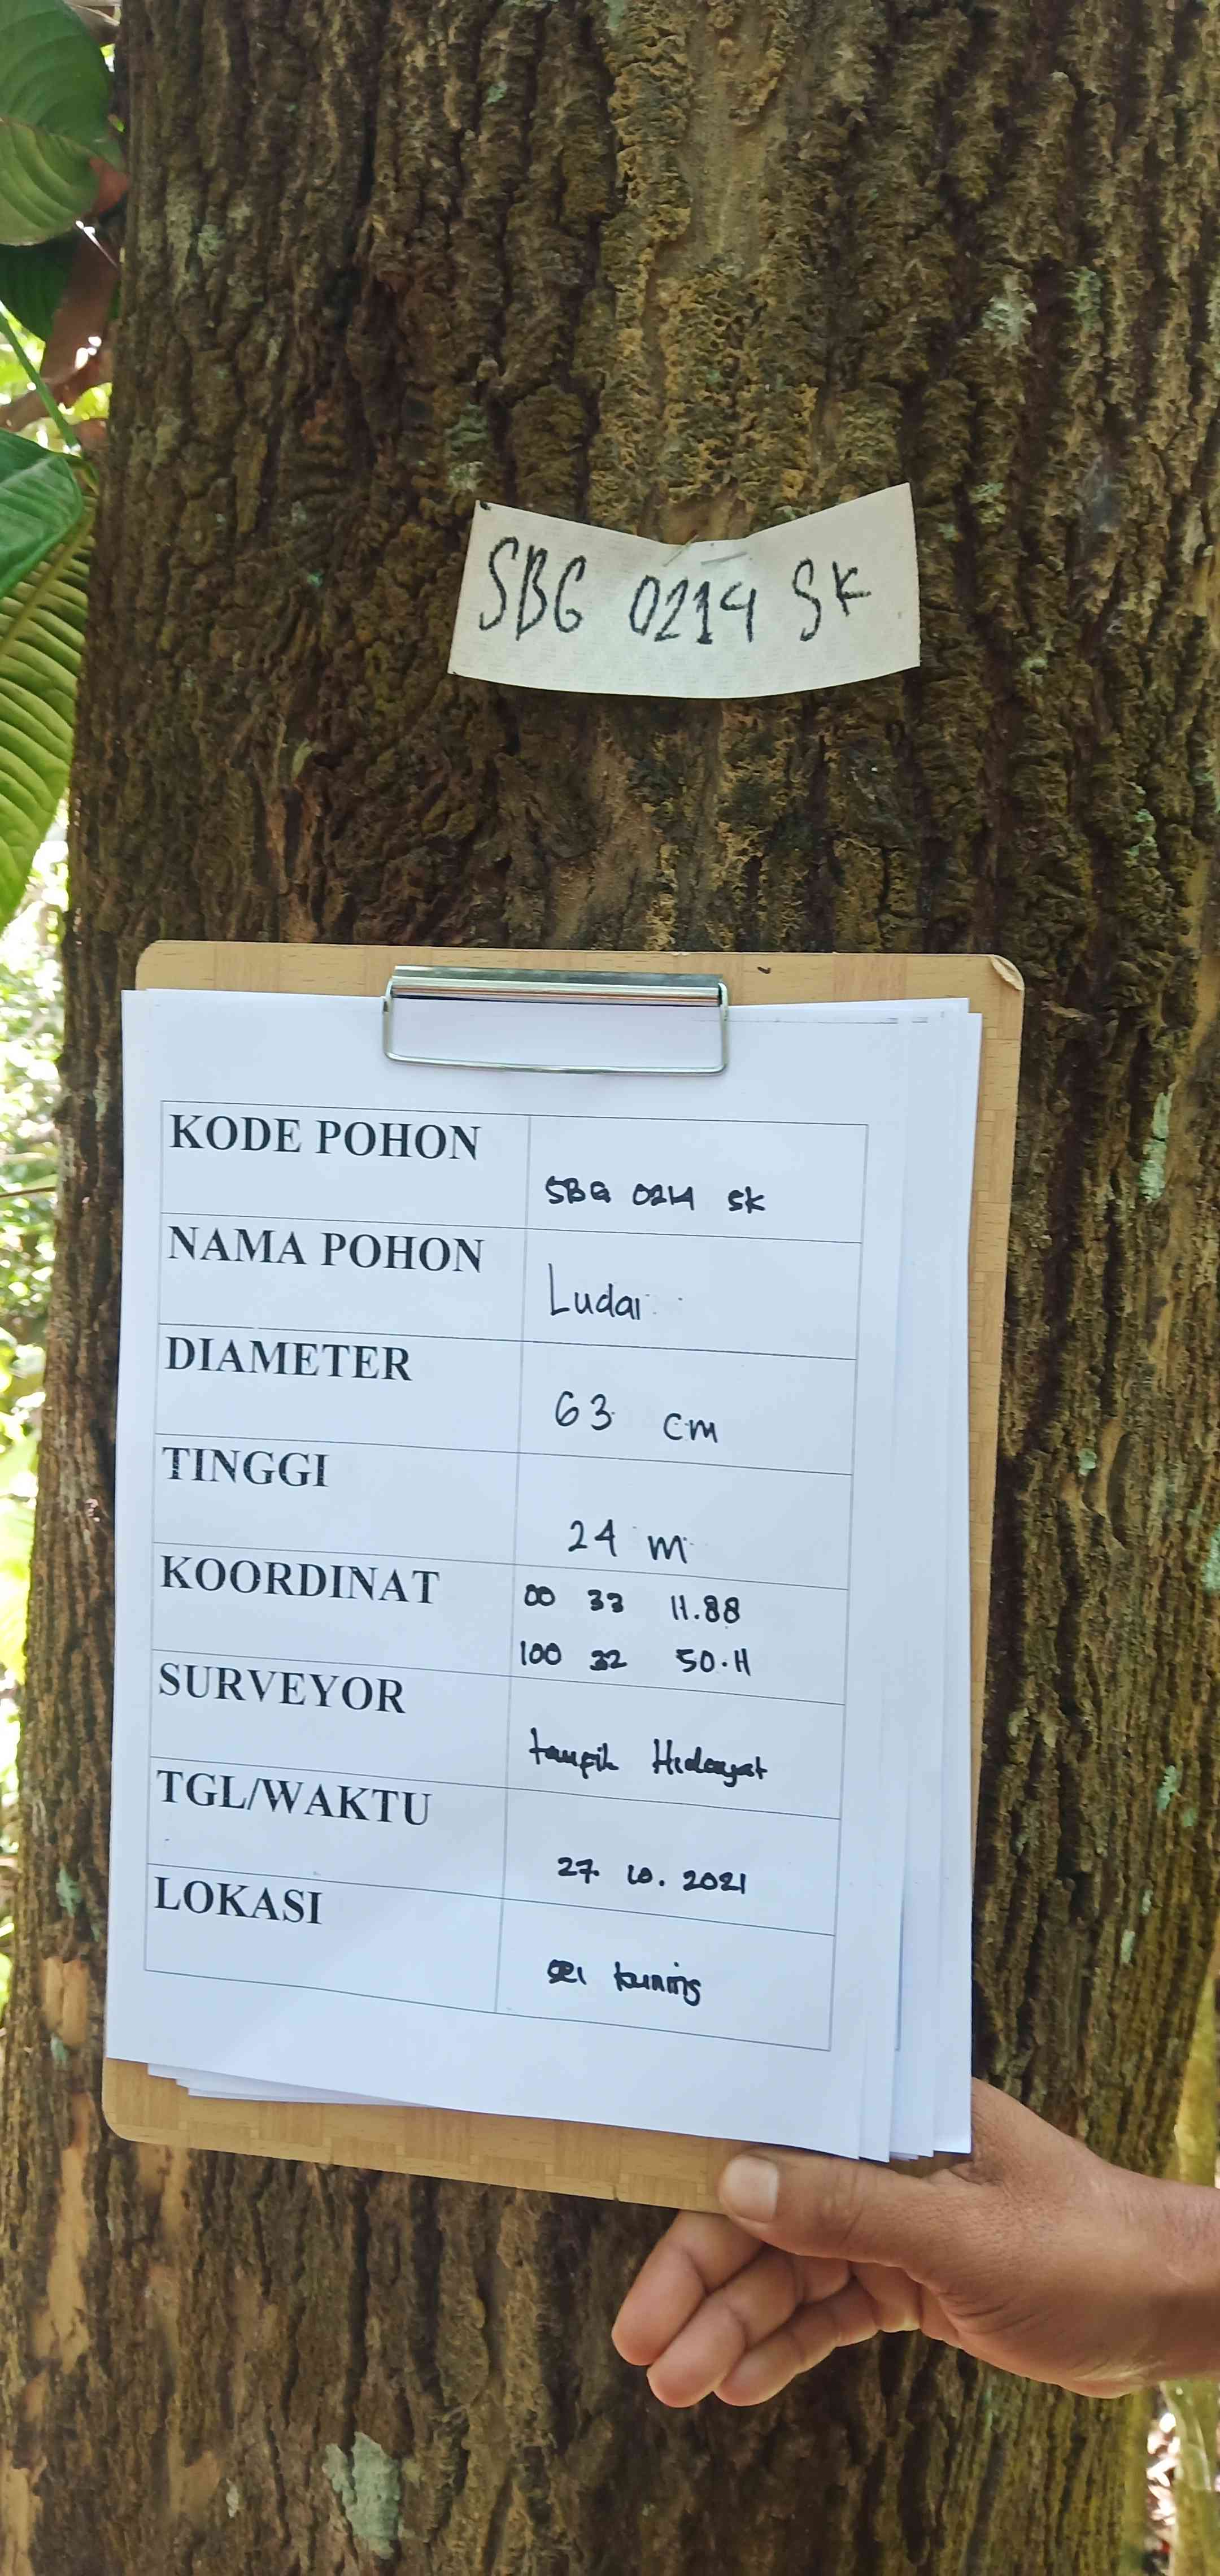 SBG 0214 SK
KODE POHON
SBG 0214 SK
NAMA POHON
Ludai
DIAMETER
63 cm
TINGGI
24 m
KOORDINAT
00 33 11.88
100 32 50.11
SURVEYOR
taupik Hidayat
TGL/WAKTU
27. 10. 2021
LOKASI
sei kuning